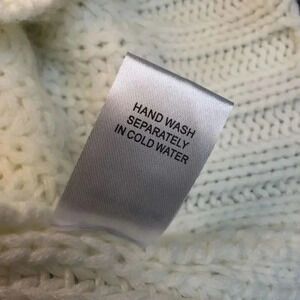 HAND WASH
SEPARATELY
IN COLD WATER